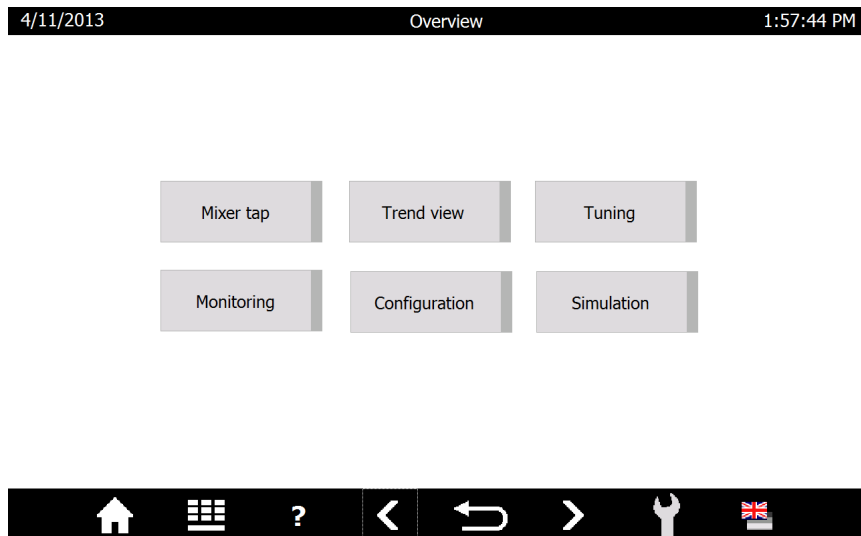 4/11/2013 Overview 1:57:44 PM
Mixer tap Trend view Tuning
Monitoring Configuration Simulation
?